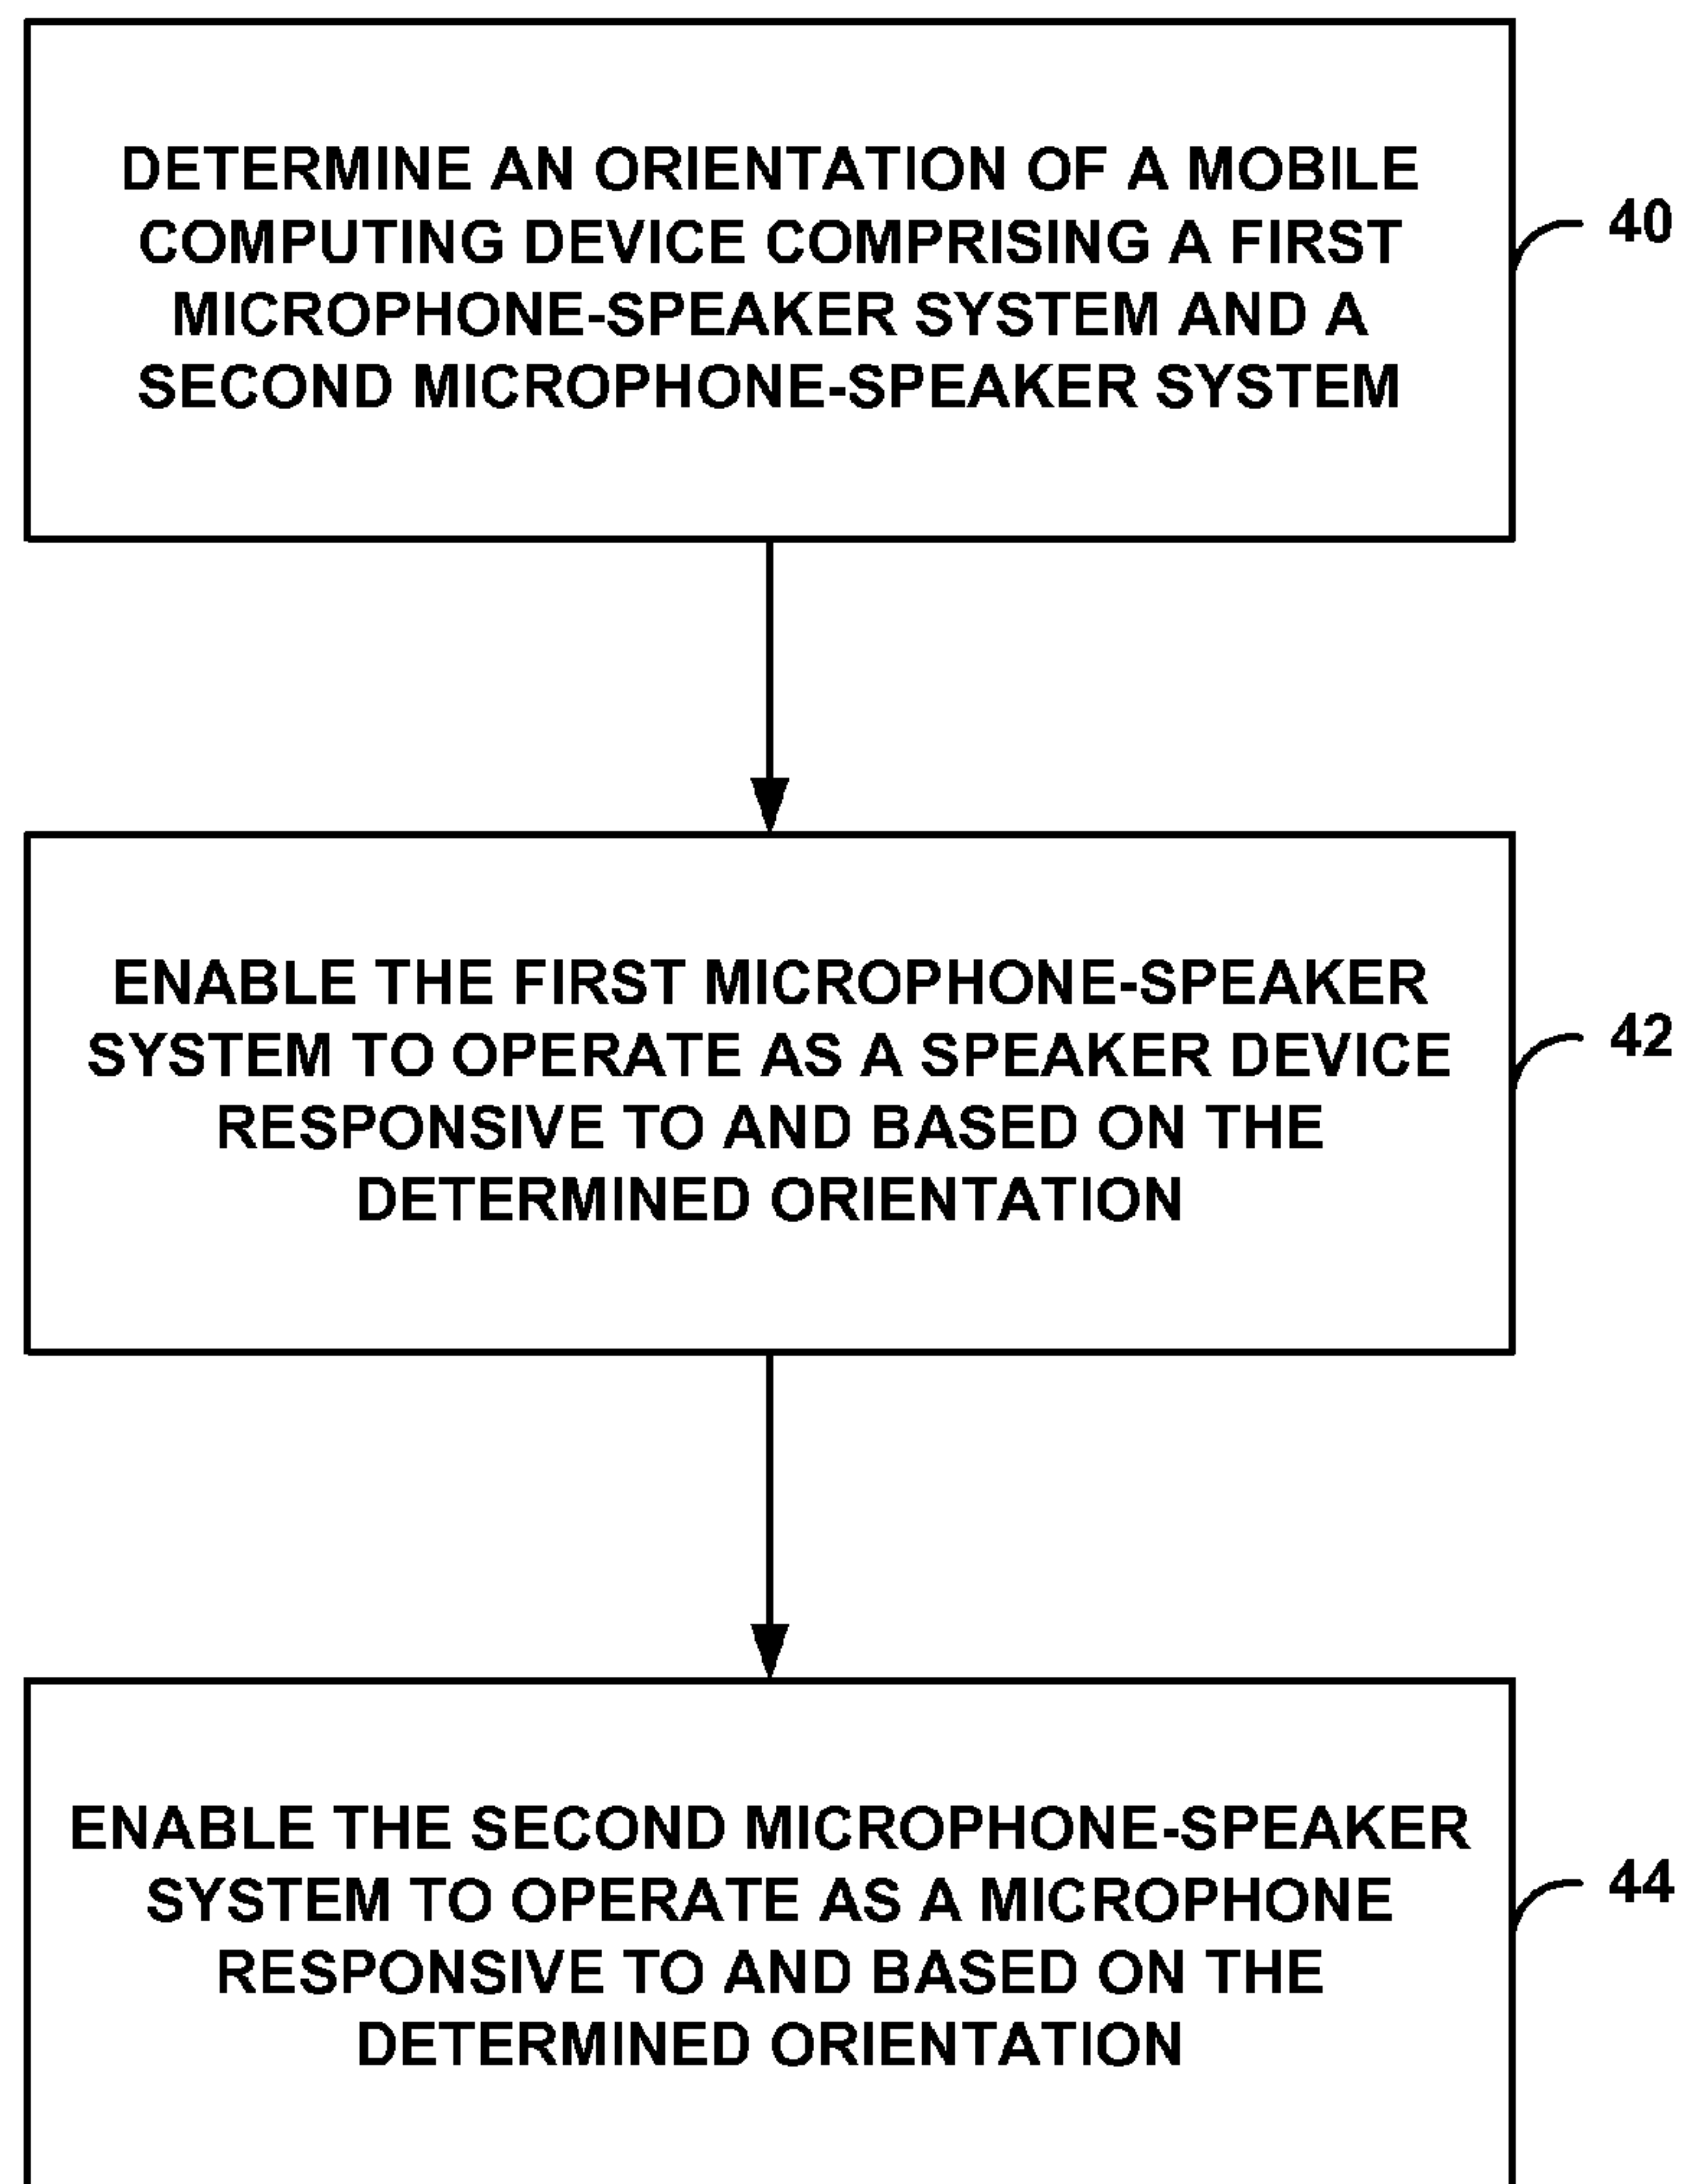 DETERMINE AN ORIENTATION OF A MOBILE
COMPUTING DEVICE COMPRISING A FIRST
MICROPHONE-SPEAKER SYSTEM AND A
SECOND MICROPHONE-SPEAKER SYSTEM
40
ENABLE THE FIRST MICROPHONE-SPEAKER
SYSTEM TO OPERATE AS A SPEAKER DEVICE
RESPONSIVE TO AND BASED ON THE
DETERMINED ORIENTATION
42
ENABLE THE SECOND MICROPHONE-SPEAKER
SYSTEM TO OPERATE AS A MICROPHONE
RESPONSIVE TO AND BASED ON THE
DETERMINED ORIENTATION
44